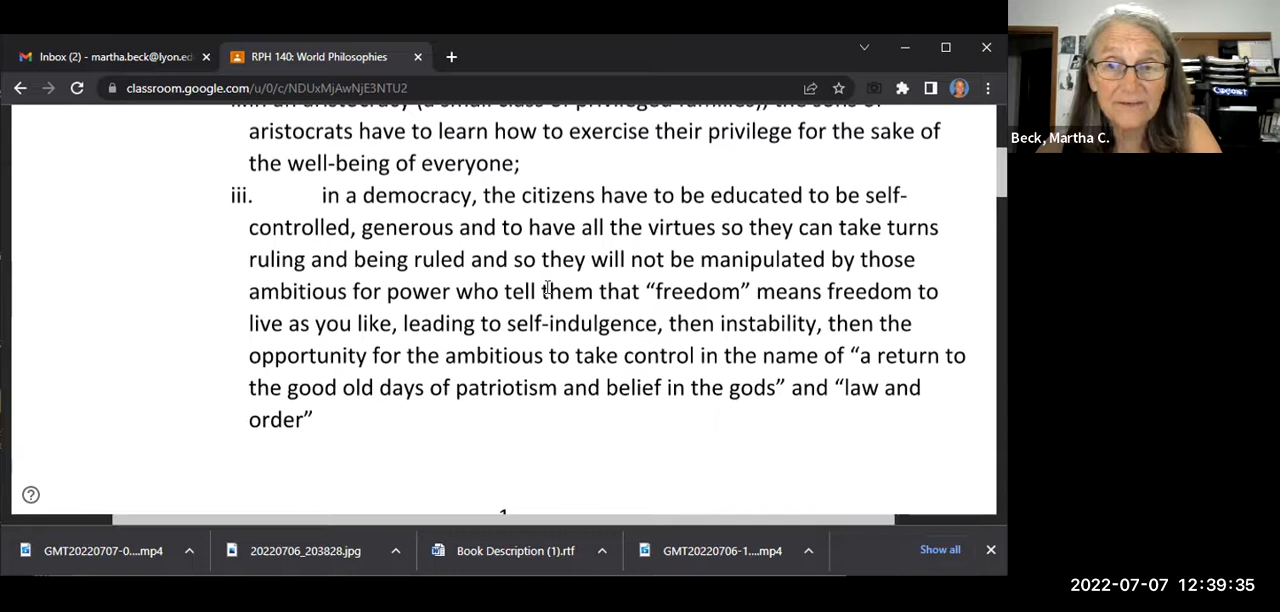 Inbox (2) - martha.beck@lyon.ed
RPH 140: World Philosophies
classroom.google.com/u/0/c/NDUxMjAwNjE3NTU2
aristocrats have to learn how to exercise their privilege for the sake of
the well-being of everyone;
iii. in a democracy, the citizens have to be educated to be self-
controlled, generous and to have all the virtues so they can take turns
ruling and being ruled and so they will not be manipulated by those
ambitious for power who tell them that “freedom” means freedom to
live as you like, leading to self-indulgence, then instability, then the
opportunity for the ambitious to take control in the name of “a return to
the good old days of patriotism and belief in the gods” and “law and
order”
GMT20220707-0....mp4
20220706_203828.jpg
Book Description (1).rtf
GMT20220706-1....mp4
Show all
Beck, Martha C.
2022-07-07 12:39:35